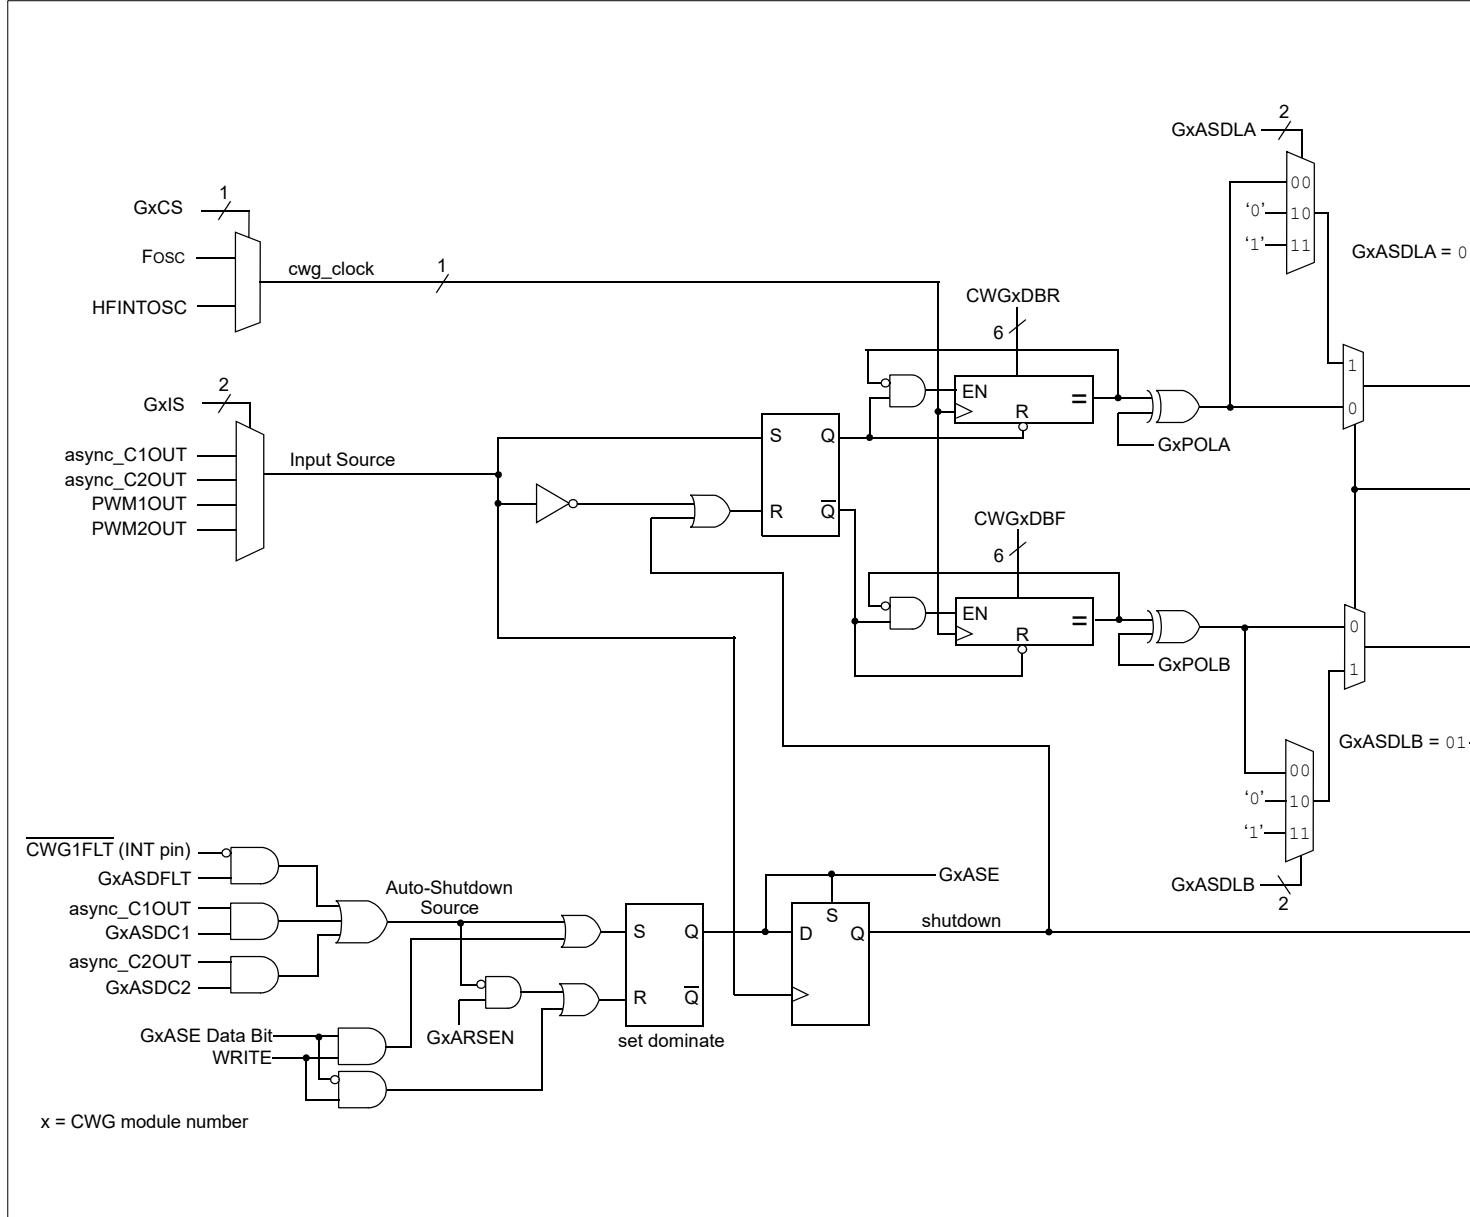 2
GxASDLA
00
‘0’ 10
‘1’ 11
GxASDLA = 0
1
GxCS
FOSC
HFINTOSC
cwg_clock
1
CWGxDBR
6
EN
=
R
GxPOLA
1
0
2
GxIS
async_C1OUT
async_C2OUT
PWM1OUT
PWM2OUT
Input Source
S Q
R Q
CWGxDBF
6
EN
=
R
GxPOLB
0
1
GxASDLB = 01
00
‘0’ 10
‘1’ 11
GxASDLB
2
CWG1FLT (INT pin)
GxASDFLT
async_C1OUT
GxASDC1
async_C2OUT
GxASDC2
Auto-Shutdown
Source
GxARSEN
GxASE Data Bit
WRITE
S Q
R Q
set dominate
GxASE
S
D Q
shutdown
x = CWG module number